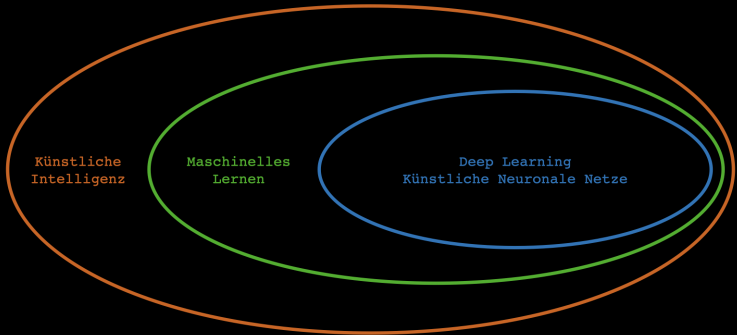 Künstliche
Intelligenz
Maschinelles
Lernen
Deep Learning
Künstliche Neuronale Netze